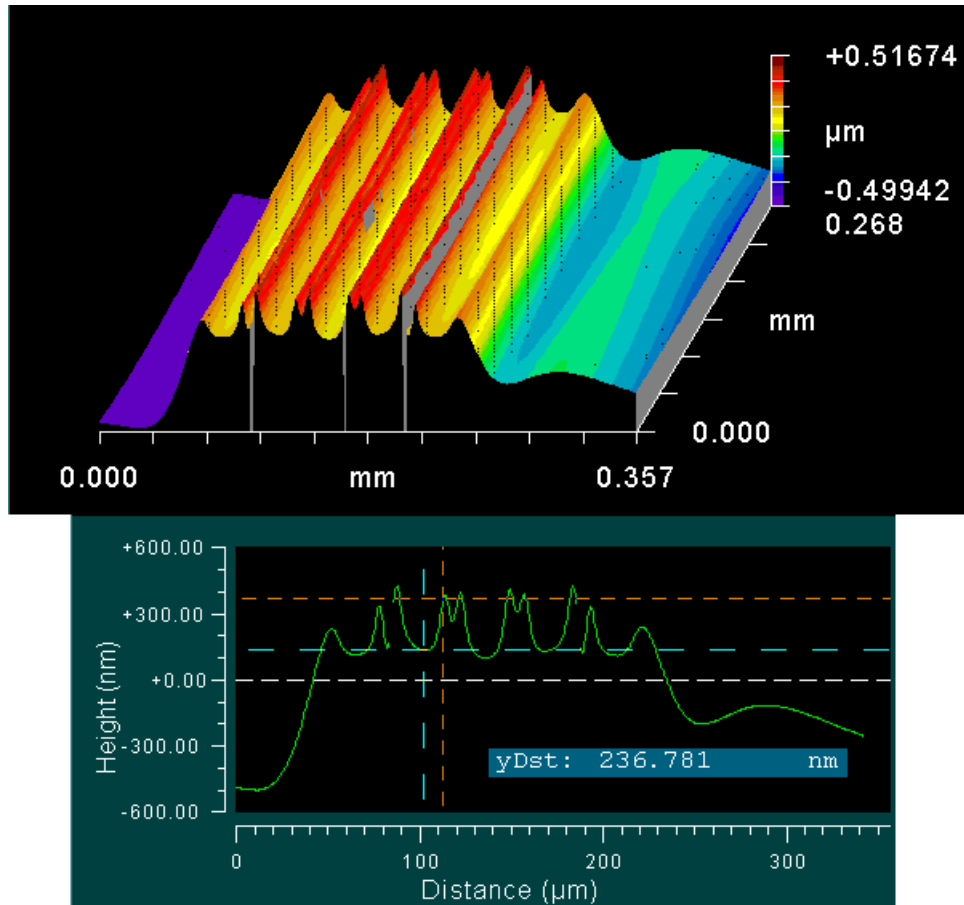 +0.51674
µm
-0.49942
0.268
mm
0.000
0.000 mm 0.357
+600.00
+300.00
+0.00
-300.00
-600.00
Height (nm)
yDst: 236.781 nm
0 100 200 300
Distance (µm)